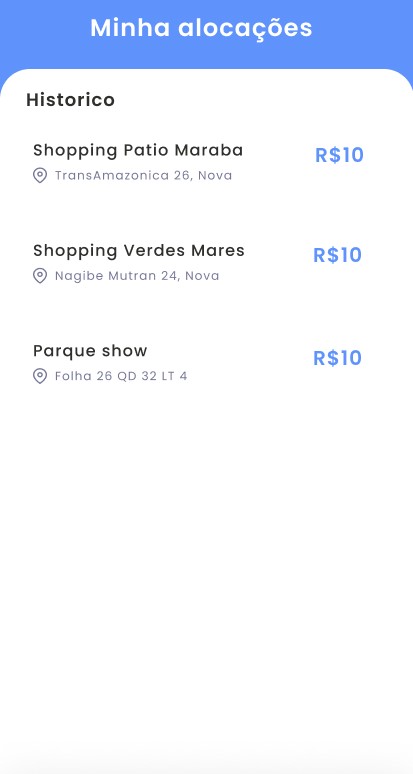 Minha alocações
Historico
Shopping Patio Maraba
R$10
TransAmazonica 26, Nova
Shopping Verdes Mares
R$10
Nagibe Mutran 24, Nova
Parque show
R$10
Folha 26 QD 32 LT 4